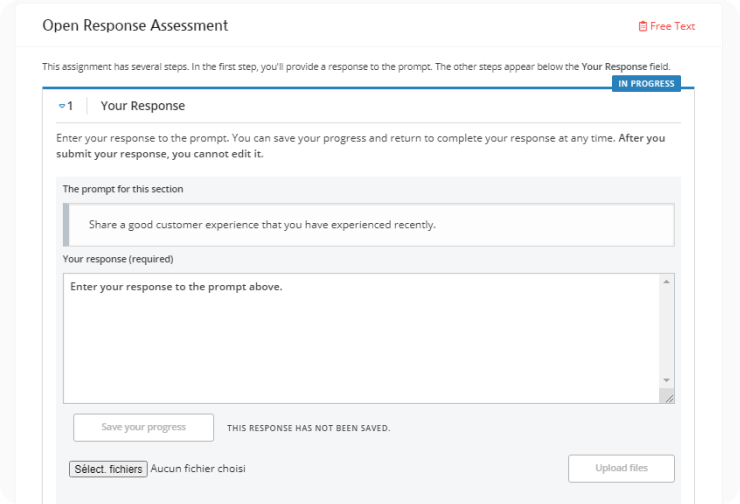 Open Response Assessment
Free Text
This assignment has several steps. In the first step, you'll provide a response to the prompt. The other steps appear below the Your Response field.
IN PROGRESS
1 Your Response
Enter your response to the prompt. You can save your progress and return to complete your response at any time. After you
submit your response, you cannot edit it.
The prompt for this section
Share a good customer experience that you have experienced recently.
Your response (required)
Enter your response to the prompt above.
Save your progress
THIS RESPONSE HAS NOT BEEN SAVED.
Sélect. fichiers Aucun fichier choisi
Upload files